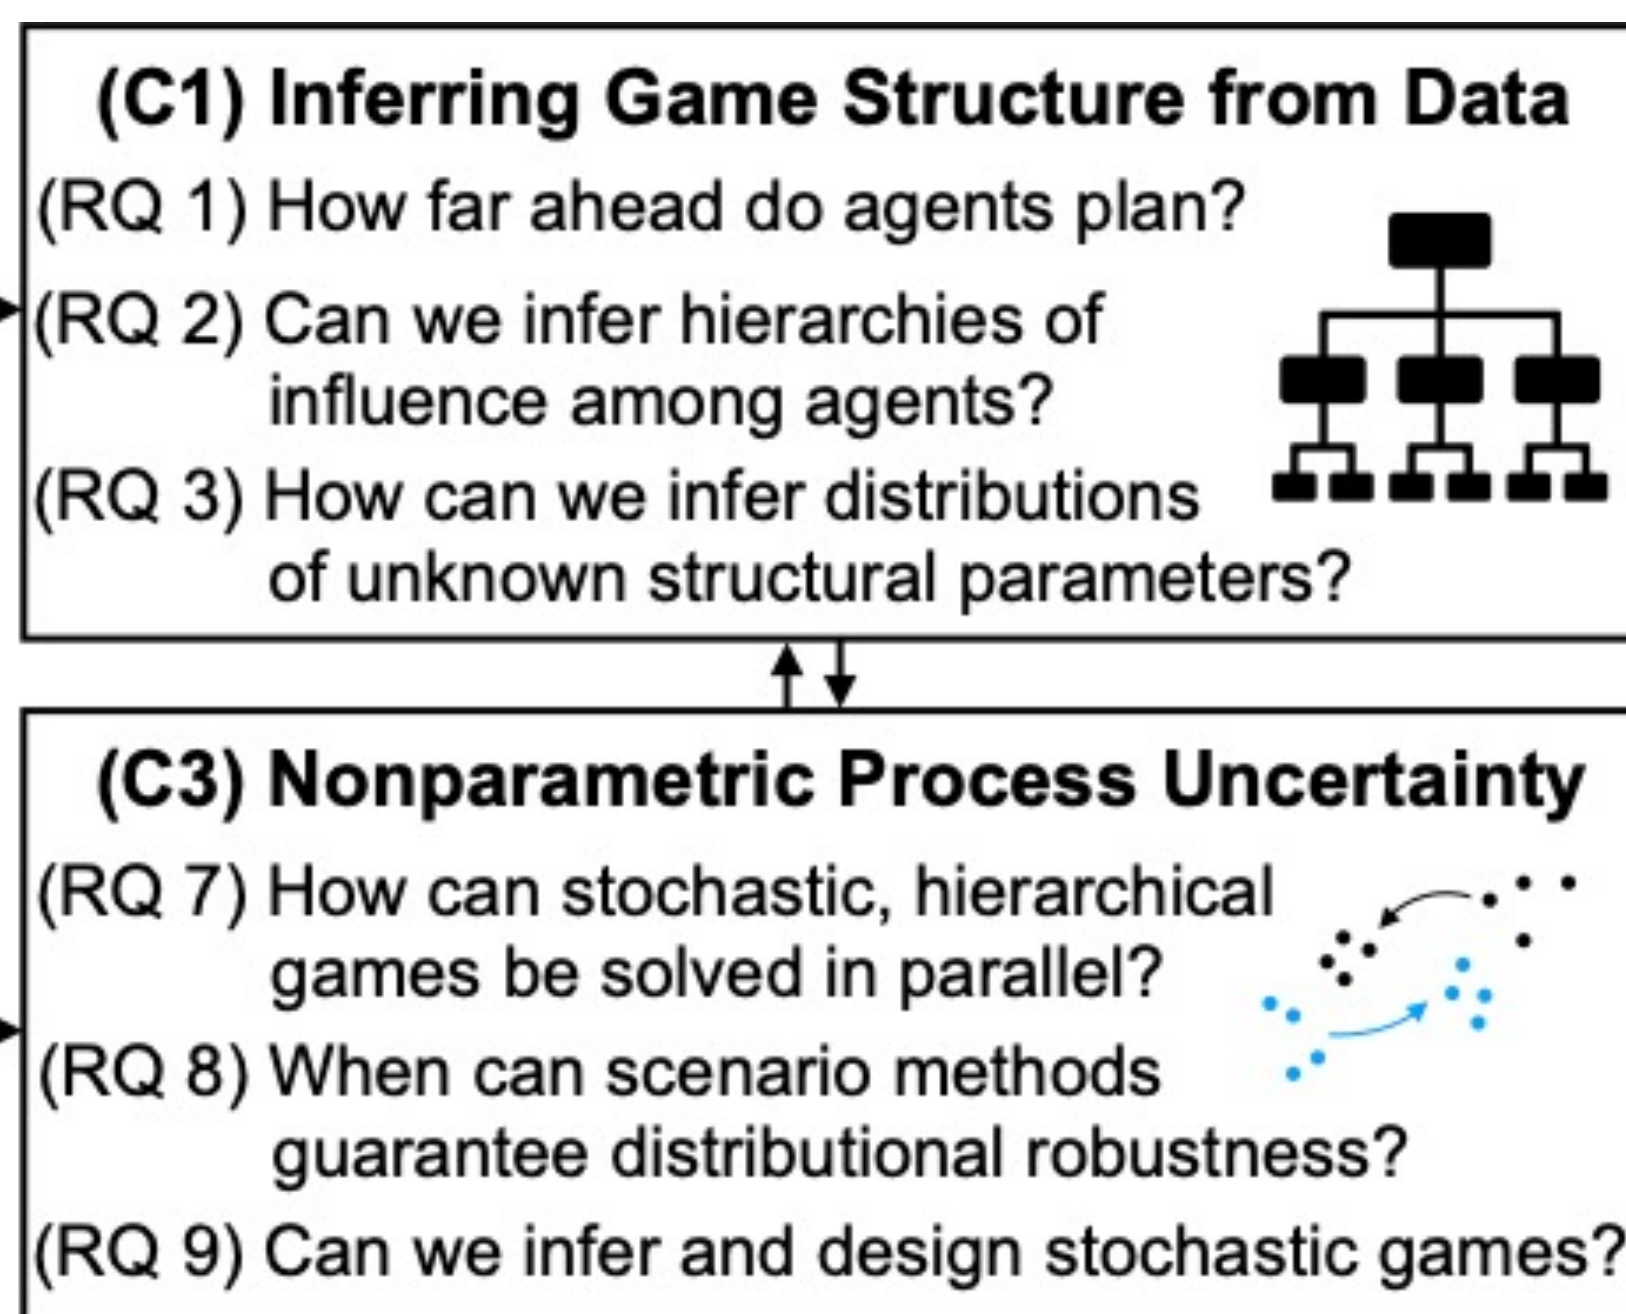 (C1) Inferring Game Structure from Data
(RQ 1) How far ahead do agents plan?
(RQ 2) Can we infer hierarchies of
influence among agents?
(RQ 3) How can we infer distributions
of unknown structural parameters?
(C3) Nonparametric Process Uncertainty
(RQ 7) How can stochastic, hierarchical
games be solved in parallel?
(RQ 8) When can scenario methods
guarantee distributional robustness?
(RQ 9) Can we infer and design stochastic games?